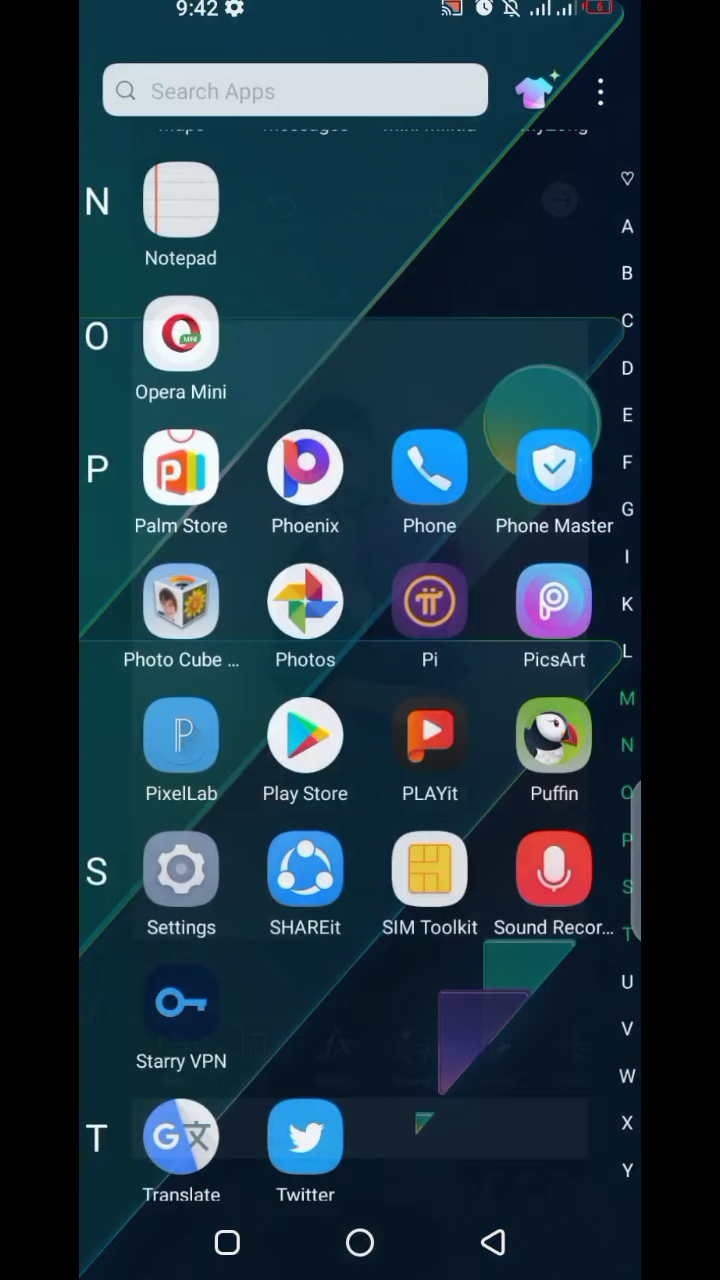 9:42
6
Search Apps
N
Notepad
O
Opera Mini
P
Palm Store Phoenix Phone Phone Master
Photo Cube ... Photos Pi PicsArt
PixelLab Play Store PLAYit Puffin
S
Settings SHAREit SIM Toolkit Sound Recor...
Starry VPN
T
Translate Twitter
A
B
C
D
E
F
G
I
K
L
M
N
O
P
S
T
U
V
W
X
Y